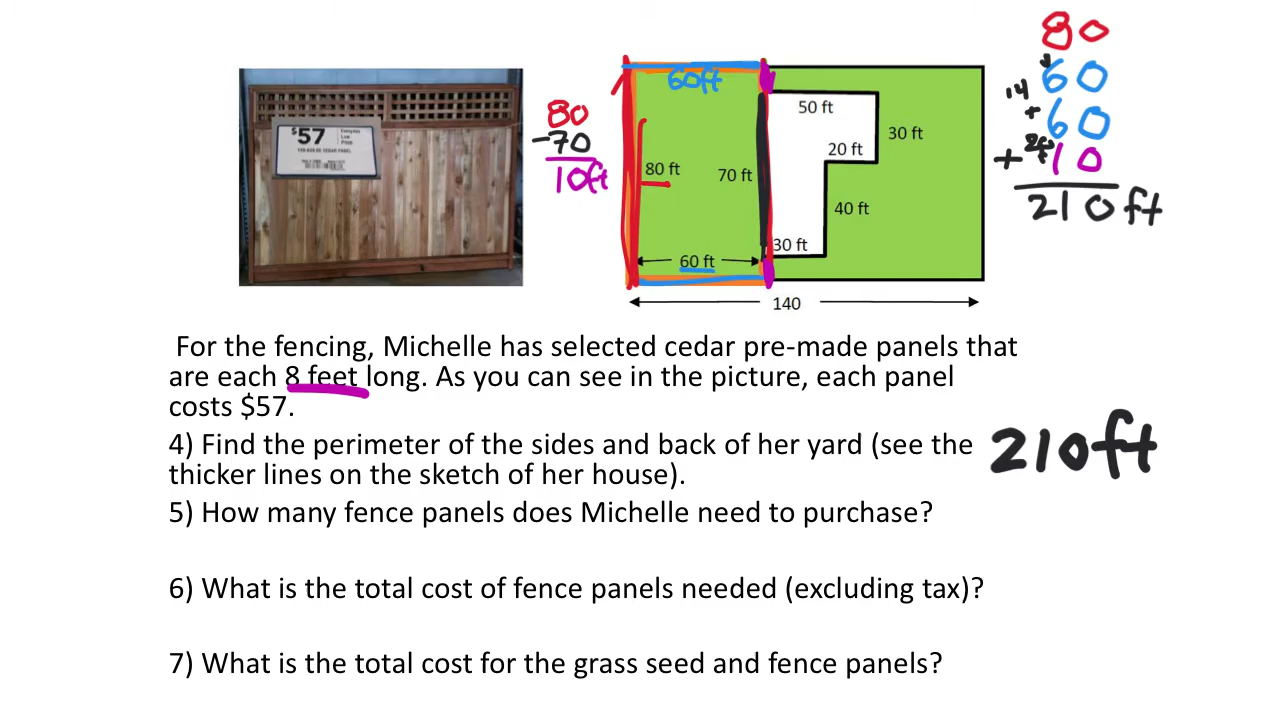 $57
Everyday
Low
Price
80
-70
10ft
60ft
80 ft
70 ft
60 ft
50 ft
30 ft
20 ft
40 ft
30 ft
140
80
60
60
+ 10
210ft
For the fencing, Michelle has selected cedar pre-made panels that
are each 8 feet long. As you can see in the picture, each panel
costs $57.
4) Find the perimeter of the sides and back of her yard (see the
thicker lines on the sketch of her house).
210ft
5) How many fence panels does Michelle need to purchase?
6) What is the total cost of fence panels needed (excluding tax)?
7) What is the total cost for the grass seed and fence panels?